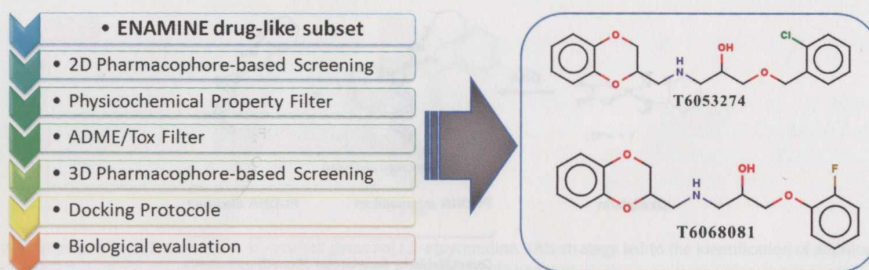 • ENAMINE drug-like subset
• 2D Pharmacophore-based Screening
• Physicochemical Property Filter
• ADME/Tox Filter
• 3D Pharmacophore-based Screening
• Docking Protocole
• Biological evaluation
O
O
N
H
OH
O
Cl
T6053274
O
O
N
H
OH
O
F
T6068081